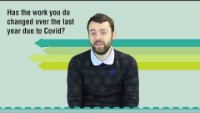 Has the work you do
changed over the last
year due to Covid?